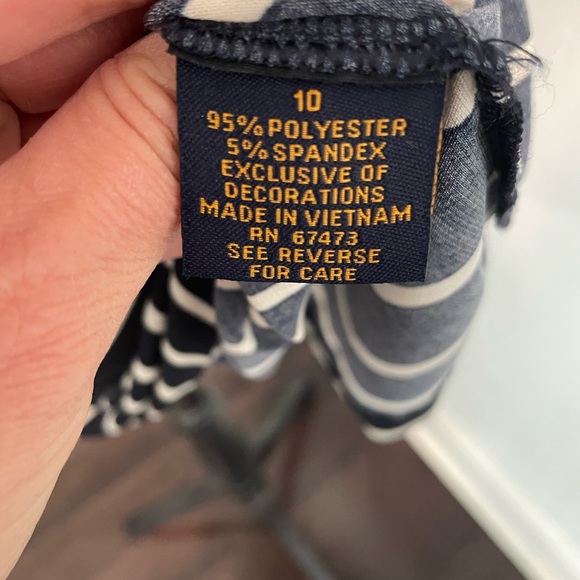 10
95% POLYESTER
5% SPANDEX
EXCLUSIVE OF
DECORATIONS
MADE IN VIETNAM
RN 67473
SEE REVERSE
FOR CARE